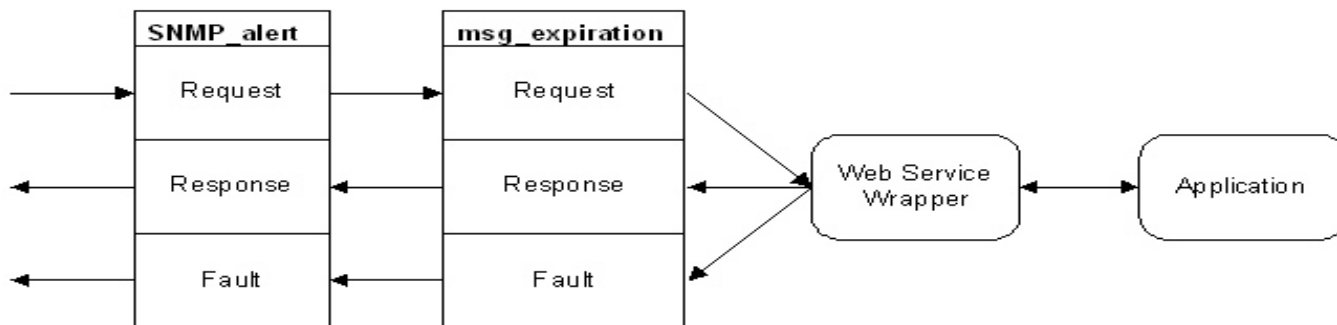 SNMP_alert
msg_expiration
Request
Request
Response
Response
Fault
Fault
Web Service
Wrapper
Application